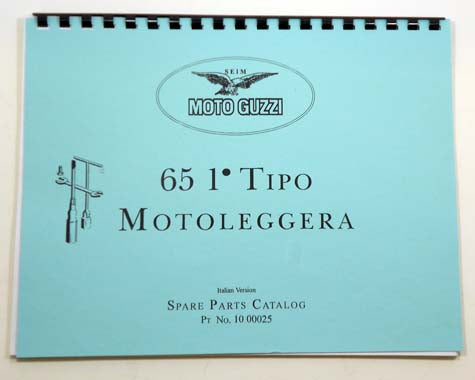 SEIM
MOTO GUZZI
65 1• TIPO
MOTOLEGGERA
Italian Version
SPARE PARTS CATALOG
PT NO. 10 00025